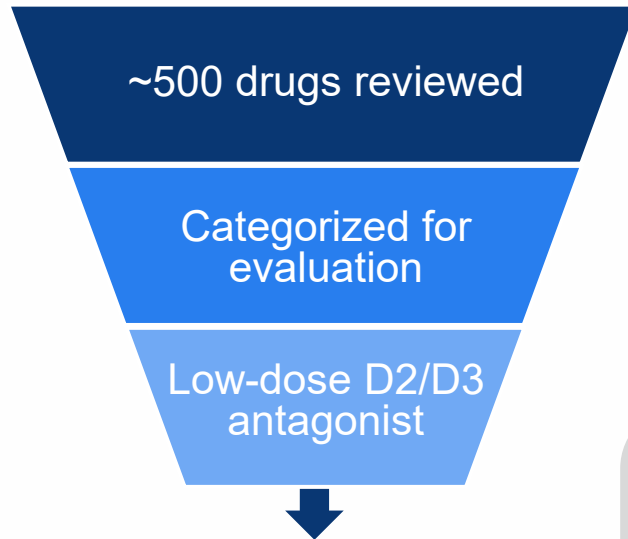 ~500 drugs reviewed
Categorized for
evaluation
Low-dose D2/D3
antagonist